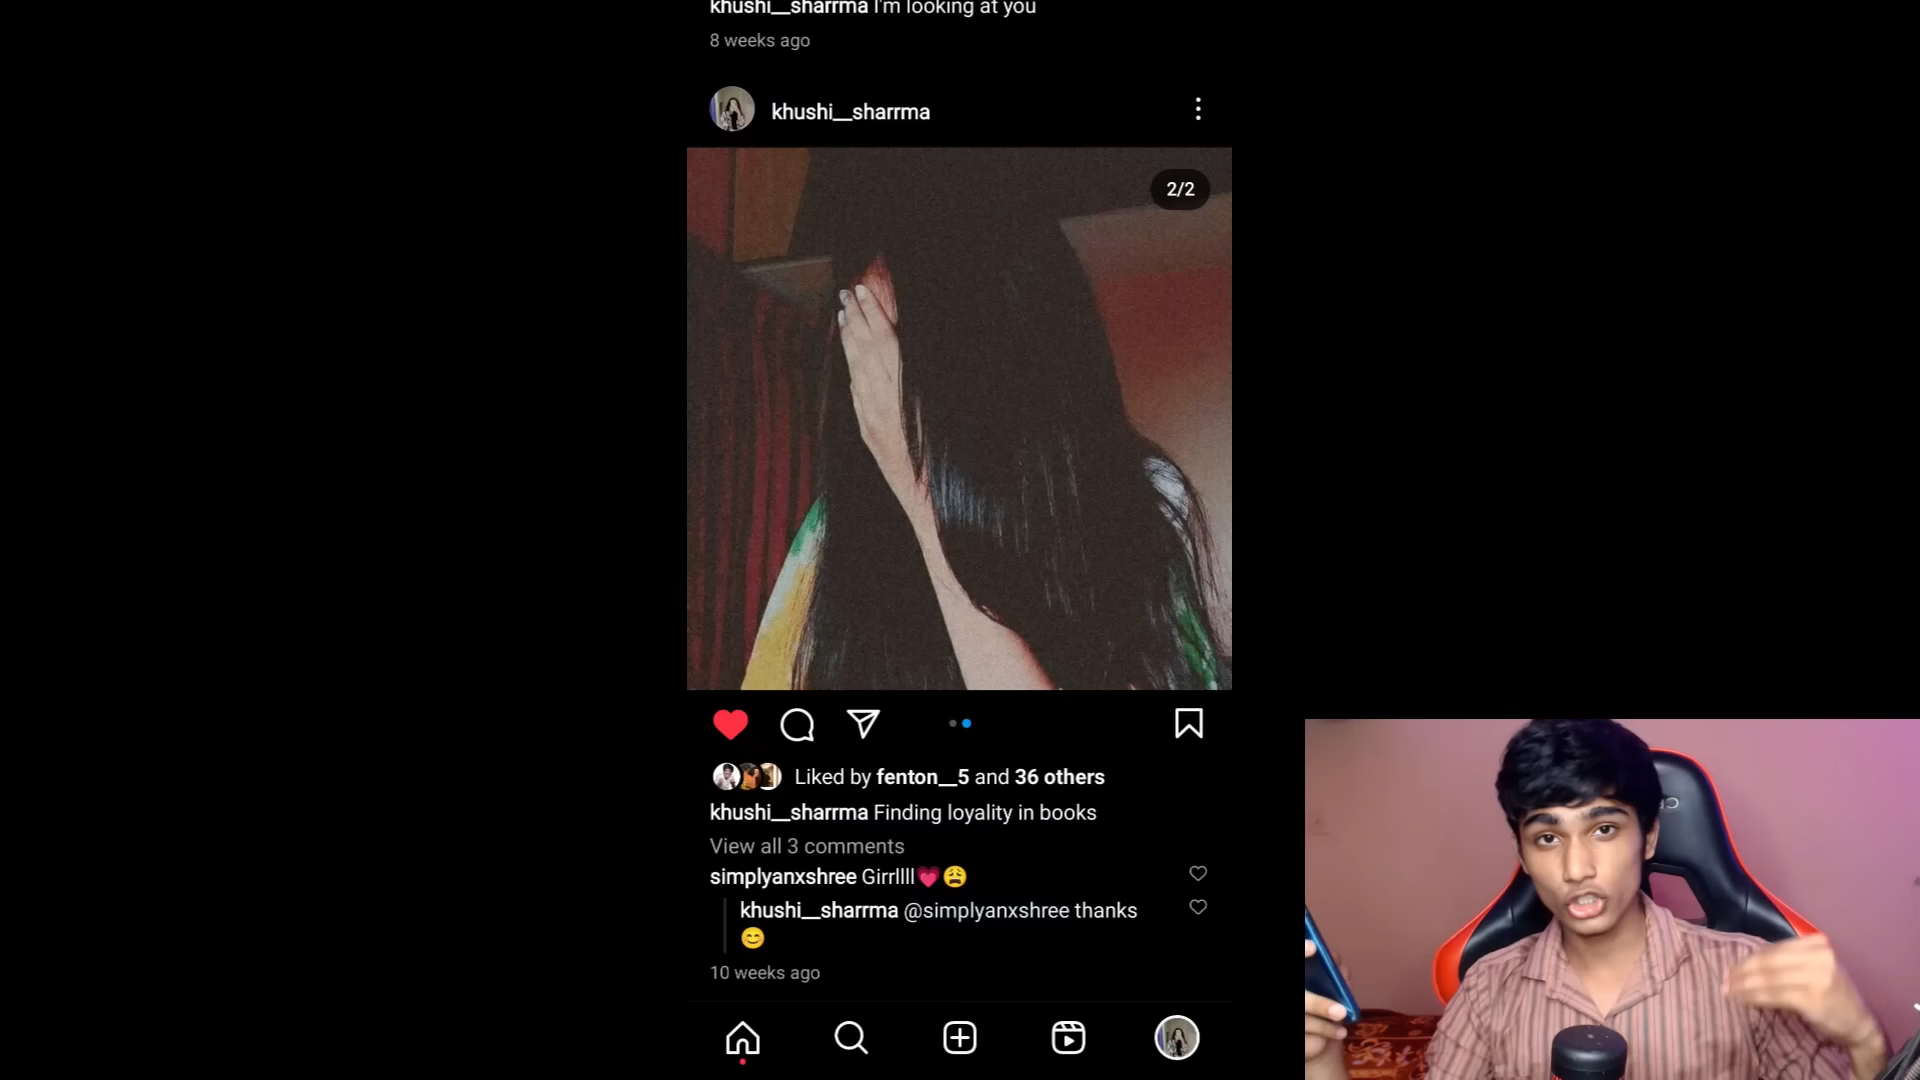 khushi__sharrma I'm looking at you
8 weeks ago
khushi__sharrma
2/2
Liked by fenton__5 and 36 others
khushi__sharrma Finding loyality in books
View all 3 comments
simplyanxshree Girrllll💗😩
khushi__sharrma @simplyanxshree thanks
😊
10 weeks ago